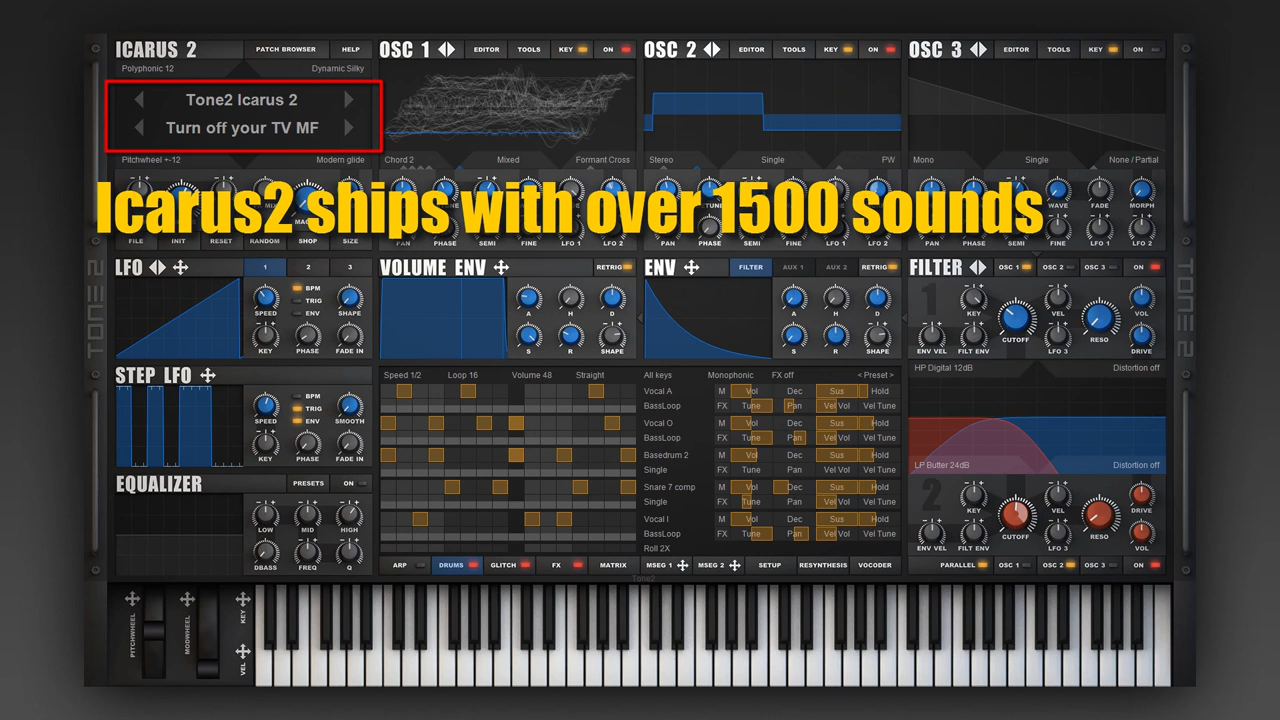 ICARUS 2 PATCH BROWSER HELP OSC 1 EDITOR TOOLS KEY ON OSC 2 EDITOR TOOLS KEY ON OSC 3 EDITOR TOOLS KEY ON
Polyphonic 12 Dynamic Silky
Tone2 Icarus 2
Turn off your TV MF
Pitchwheel +-12 Modern glide Chord 2 Mixed Formant Cross Stereo Single PW Mono Single None / Partial
Icarus2 ships with over 1500 sounds
WAVE FADE MORPH
FILE INIT RESET RANDOM SHOP SIZE PAN PHASE SEMI FINE LFO 1 LFO 2 PAN PHASE SEMI FINE LFO 1 LFO 2 PAN PHASE SEMI FINE LFO 1 LFO 2
LFO 1 2 3 VOLUME ENV RETRIG ENV FILTER AUX 1 AUX 2 RETRIG FILTER OSC 1 OSC 2 OSC 3 ON
BPM
TRIG
ENV
SPEED SHAPE A H D A H D 1 KEY VEL VOL
KEY PHASE FADE IN S R SHAPE S R SHAPE ENV VEL FILT ENV CUTOFF LFO 3 RESO DRIVE
TONE 2 TONE 2
STEP LFO Speed 1/2 Loop 16 Volume 48 Straight All keys Monophonic FX off < Preset > HP Digital 12dB Distortion off
BPM
TRIG
ENV
SPEED SMOOTH
KEY PHASE FADE IN
Vocal A M Vol Dec Sus Hold
BassLoop FX Tune Pan Vel Vol Vel Tune
Vocal O M Vol Dec Sus Hold
BassLoop FX Tune Pan Vel Vol Vel Tune
Basedrum 2 M Vol Dec Sus Hold
Single FX Tune Pan Vel Vol Vel Tune
LP Butter 24dB Distortion off
EQUALIZER PRESETS ON
Snare 7 comp M Vol Dec Sus Hold
Single FX Tune Pan Vel Vol Vel Tune
Vocal I M Vol Dec Sus Hold
BassLoop FX Tune Pan Vel Vol Vel Tune
Roll 2X
LOW MID HIGH
DBASS FREQ Q
2 KEY VEL DRIVE
ENV VEL FILT ENV CUTOFF LFO 3 RESO VOL
ARP DRUMS GLITCH FX MATRIX MSEG 1 MSEG 2 SETUP RESYNTHESIS VOCODER PARALLEL OSC 1 OSC 2 OSC 3 ON
Tone2
PITCHWHEEL MODWHEEL KEY
VEL